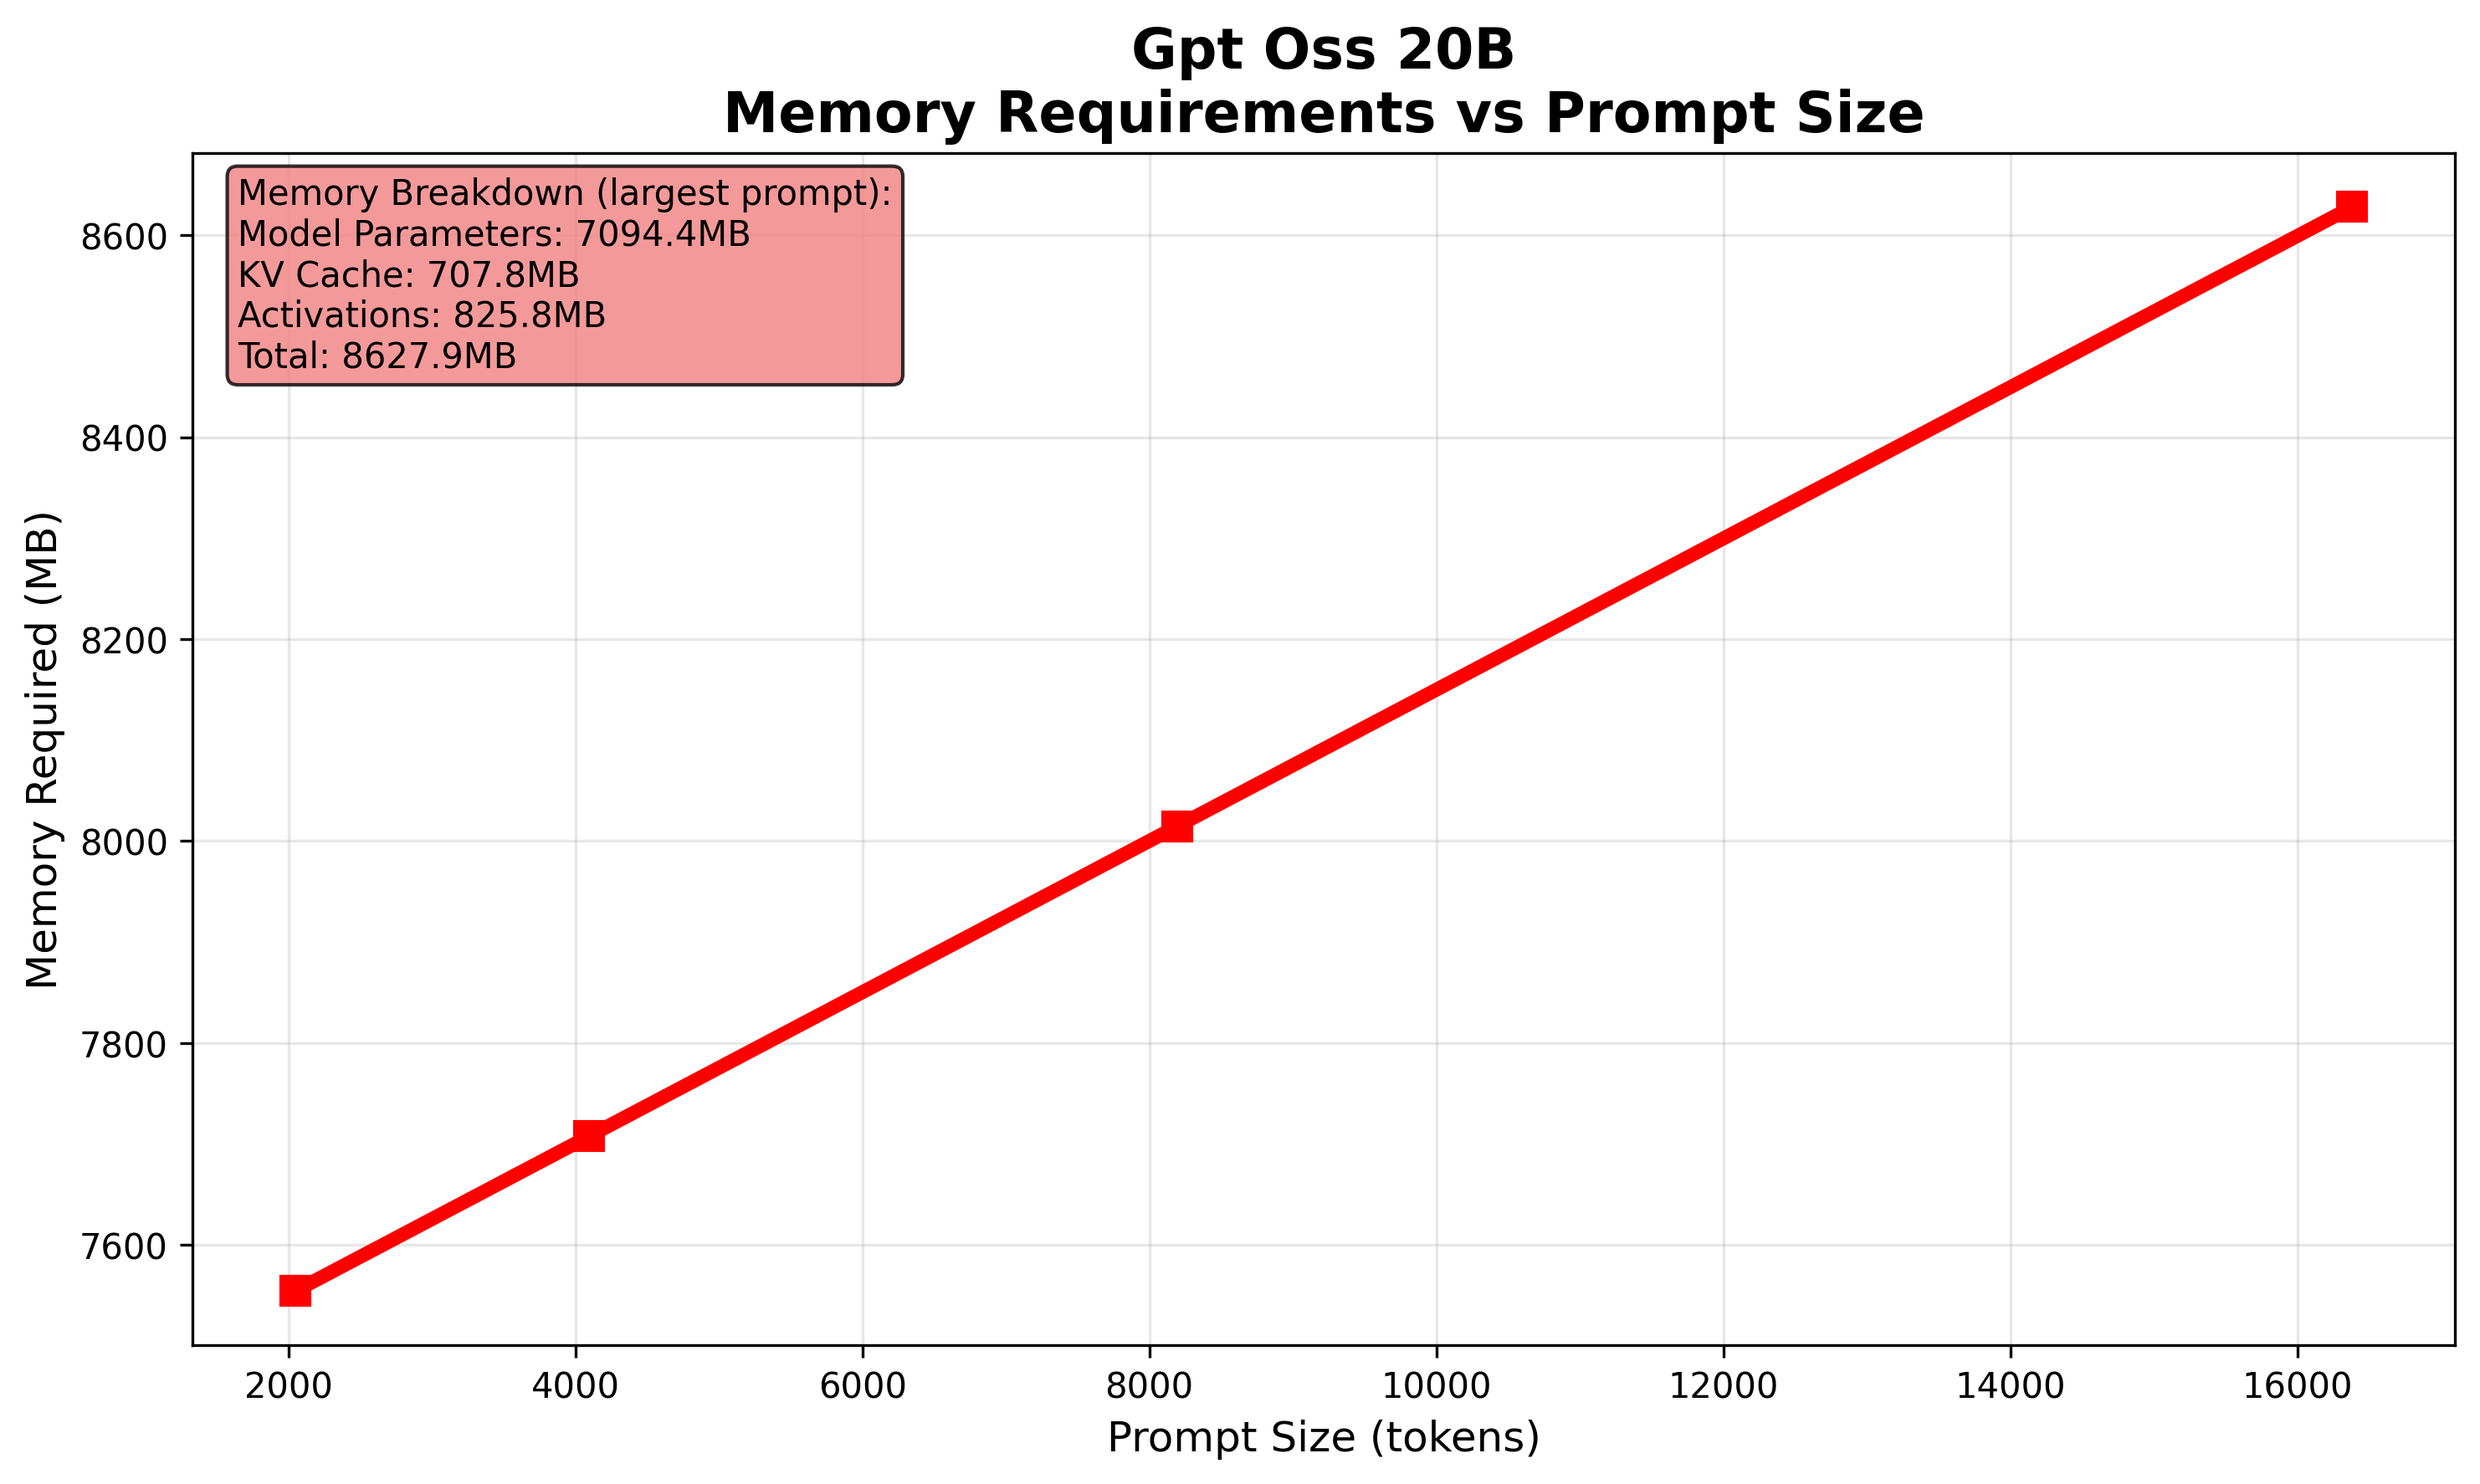 Gpt Oss 20B
Memory Requirements vs Prompt Size
Memory Breakdown (largest prompt):
Model Parameters: 7094.4MB
KV Cache: 707.8MB
Activations: 825.8MB
Total: 8627.9MB
8600
8400
8200
8000
7800
7600
Memory Required (MB)
2000 4000 6000 8000 10000 12000 14000 16000
Prompt Size (tokens)